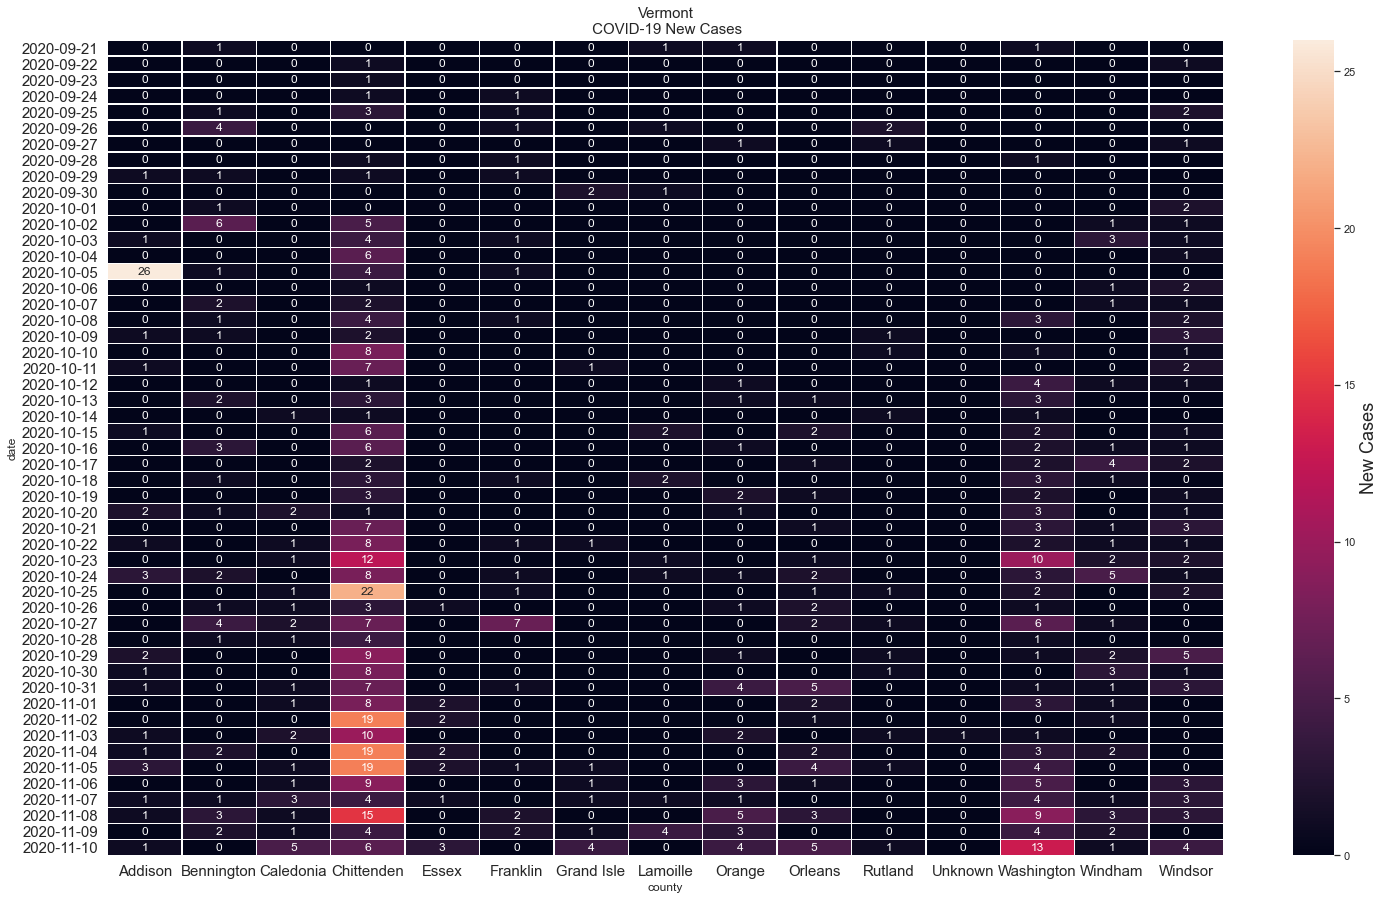 Vermont
COVID-19 New Cases
2020-09-21 0 1 0 0 0 0 0 1 1 0 0 0 1 0 0
2020-09-22 0 0 0 1 0 0 0 0 0 0 0 0 0 0 1
2020-09-23 0 0 0 1 0 0 0 0 0 0 0 0 0 0 0
2020-09-24 0 0 0 1 0 1 0 0 0 0 0 0 0 0 0
2020-09-25 0 1 0 3 0 1 0 0 0 0 0 0 0 0 2
2020-09-26 0 4 0 0 0 1 0 1 0 0 2 0 0 0 0
2020-09-27 0 0 0 0 0 0 0 0 1 0 1 0 0 0 1
2020-09-28 0 0 0 1 0 1 0 0 0 0 0 0 1 0 0
2020-09-29 1 1 0 1 0 1 0 0 0 0 0 0 0 0 0
2020-09-30 0 0 0 0 0 0 2 1 0 0 0 0 0 0 0
2020-10-01 0 1 0 0 0 0 0 0 0 0 0 0 0 0 2
2020-10-02 0 6 0 5 0 0 0 0 0 0 0 0 0 1 1
2020-10-03 1 0 0 4 0 1 0 0 0 0 0 0 0 3 1
2020-10-04 0 0 0 6 0 0 0 0 0 0 0 0 0 0 1
2020-10-05 26 1 0 4 0 1 0 0 0 0 0 0 0 0 0
2020-10-06 0 0 0 1 0 0 0 0 0 0 0 0 0 1 2
2020-10-07 0 2 0 2 0 0 0 0 0 0 0 0 0 1 1
2020-10-08 0 1 0 4 0 1 0 0 0 0 0 0 3 0 2
2020-10-09 1 1 0 2 0 0 0 0 0 0 1 0 0 0 3
2020-10-10 0 0 0 8 0 0 0 0 0 0 1 0 1 0 1
2020-10-11 1 0 0 7 0 0 1 0 0 0 0 0 0 0 2
2020-10-12 0 0 0 1 0 0 0 0 1 0 0 0 4 1 1
2020-10-13 0 2 0 3 0 0 0 0 1 1 0 0 3 0 0
2020-10-14 0 0 1 1 0 0 0 0 0 0 1 0 1 0 0
2020-10-15 1 0 0 6 0 0 0 2 0 2 0 0 2 0 1
2020-10-16 0 3 0 6 0 0 0 0 1 0 0 0 2 1 1
2020-10-17 0 0 0 2 0 0 0 0 0 1 0 0 2 4 2
2020-10-18 0 1 0 3 0 1 0 2 0 0 0 0 3 1 0
2020-10-19 0 0 0 3 0 0 0 0 2 1 0 0 2 0 1
2020-10-20 2 1 2 1 0 0 0 0 1 0 0 0 3 0 1
2020-10-21 0 0 0 7 0 0 0 0 0 1 0 0 3 1 3
2020-10-22 1 0 1 8 0 1 1 0 0 0 0 0 2 1 1
2020-10-23 0 0 1 12 0 0 0 1 0 1 0 0 10 2 2
2020-10-24 3 2 0 8 0 1 0 1 1 2 0 0 3 5 1
2020-10-25 0 0 1 22 0 1 0 0 0 1 1 0 2 0 2
2020-10-26 0 1 1 3 1 0 0 0 1 2 0 0 1 0 0
2020-10-27 0 4 2 7 0 7 0 0 0 2 1 0 6 1 0
2020-10-28 0 1 1 4 0 0 0 0 0 0 0 0 1 0 0
2020-10-29 2 0 0 9 0 0 0 0 1 0 1 0 1 2 5
2020-10-30 1 0 0 8 0 0 0 0 0 0 1 0 0 3 1
2020-10-31 1 0 1 7 0 1 0 0 4 5 0 0 1 1 3
2020-11-01 0 0 1 8 2 0 0 0 0 2 0 0 3 1 0
2020-11-02 0 0 0 19 2 0 0 0 0 1 0 0 0 1 0
2020-11-03 1 0 2 10 0 0 0 0 2 0 1 1 1 0 0
2020-11-04 1 2 0 19 2 0 0 0 0 2 0 0 3 2 0
2020-11-05 3 0 1 19 2 1 1 0 0 4 1 0 4 0 0
2020-11-06 0 0 1 9 0 0 1 0 3 1 0 0 5 0 3
2020-11-07 1 1 3 4 1 0 1 1 1 0 0 0 4 1 3
2020-11-08 1 3 1 15 0 2 0 0 5 3 0 0 9 3 3
2020-11-09 0 2 1 4 0 2 1 4 3 0 0 0 4 2 0
2020-11-10 1 0 5 6 3 0 4 0 4 5 1 0 13 1 4
Addison Bennington Caledonia Chittenden Essex Franklin Grand Isle Lamoille Orange Orleans Rutland Unknown Washington Windham Windsor
county
date
25
20
15
10
5
0
New Cases